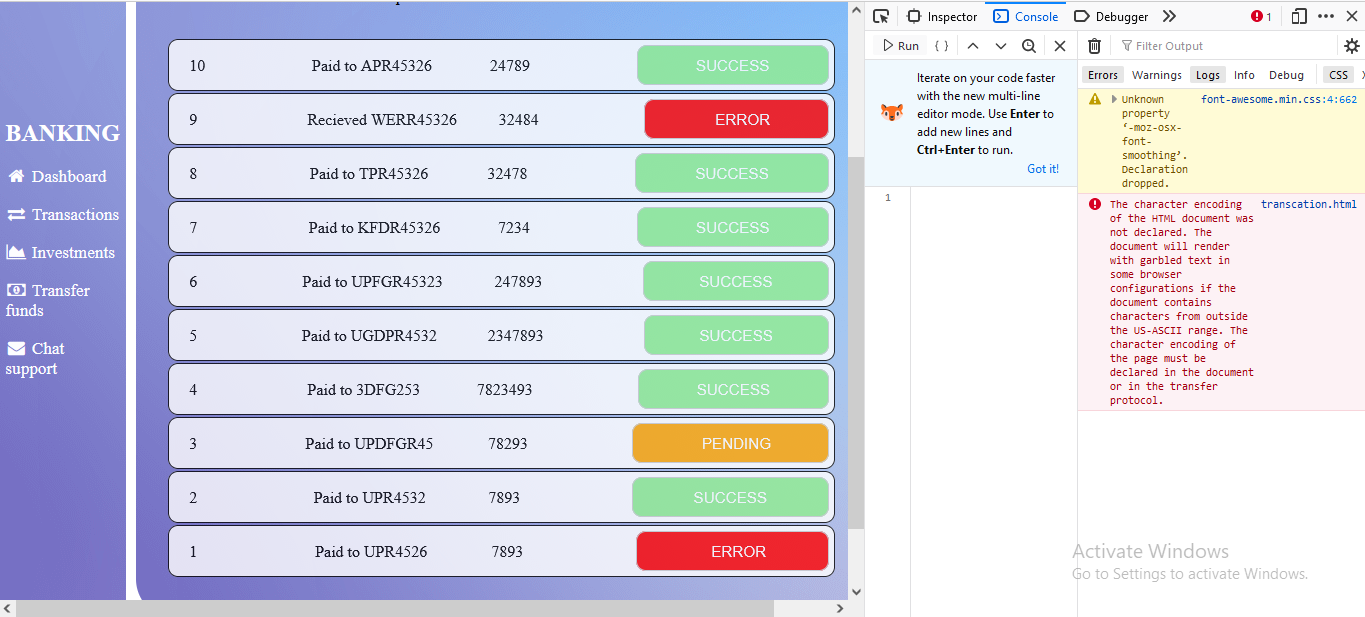 BANKING
Dashboard
Transactions
Investments
Transfer
funds
Chat
support
10 Paid to APR45326 24789 SUCCESS
9 Recieved WERR45326 32484 ERROR
8 Paid to TPR45326 32478 SUCCESS
7 Paid to KFDR45326 7234 SUCCESS
6 Paid to UPFGR45323 247893 SUCCESS
5 Paid to UGDPR4532 2347893 SUCCESS
4 Paid to 3DFG253 7823493 SUCCESS
3 Paid to UPDFGR45 78293 PENDING
2 Paid to UPR4532 7893 SUCCESS
1 Paid to UPR4526 7893 ERROR
Inspector Console Debugger 1
Run { } Filter Output
Errors Warnings Logs Info Debug CSS
Iterate on your code faster
with the new multi-line
editor mode. Use Enter to
add new lines and
Ctrl+Enter to run.
Got it!
1
Unknown font-awesome.min.css:4:662
property
‘-moz-osx-
font-
smoothing’.
Declaration
dropped.
The character encoding transcation.html
of the HTML document was
not declared. The
document will render
with garbled text in
some browser
configurations if the
document contains
characters from outside
the US-ASCII range. The
character encoding of
the page must be
declared in the document
or in the transfer
protocol.
Activate Windows
Go to Settings to activate Windows.